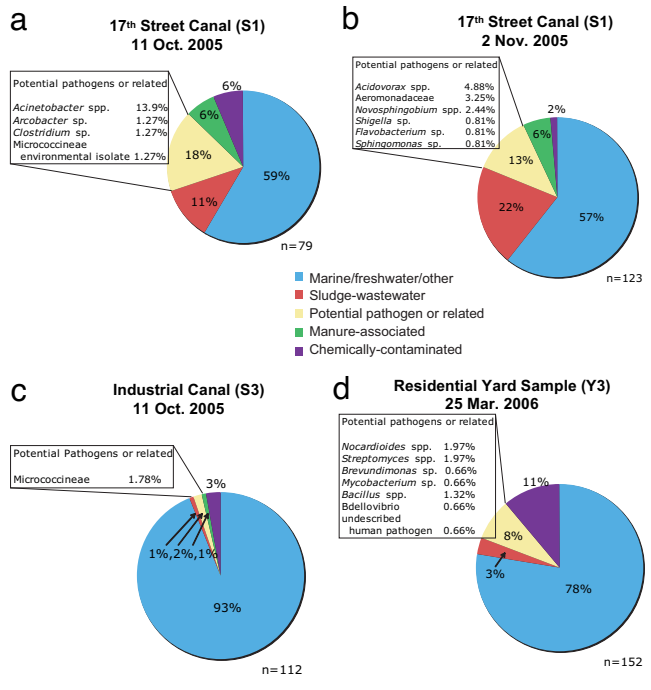 a
17th Street Canal (S1)
11 Oct. 2005
Potential pathogens or related
Acinetobacter spp. 13.9%
Arcobacter sp. 1.27%
Clostridium sp. 1.27%
Micrococcineae
environmental isolate 1.27%
6%
6%
18%
59%
11%
n=79
b
17th Street Canal (S1)
2 Nov. 2005
Potential pathogens or related
Acidovorax spp. 4.88%
Aeromonadaceae 3.25%
Novosphingobium spp. 2.44%
Shigella sp. 0.81%
Flavobacterium sp. 0.81%
Sphingomonas sp. 0.81%
2%
6%
13%
22%
57%
n=123
Marine/freshwater/other
Sludge-wastewater
Potential pathogen or related
Manure-associated
Chemically-contaminated
c
Industrial Canal (S3)
11 Oct. 2005
Potential Pathogens or related
Micrococcineae 1.78%
3%
1%,2%,1%
93%
n=112
d
Residential Yard Sample (Y3)
25 Mar. 2006
Potential pathogens or related
Nocardioides spp. 1.97%
Streptomyces spp. 1.97%
Brevundimonas sp. 0.66%
Mycobacterium sp. 0.66%
Bacillus spp. 1.32%
Bdellovibrio 0.66%
undescribed
human pathogen 0.66%
11%
8%
3%
78%
n=152